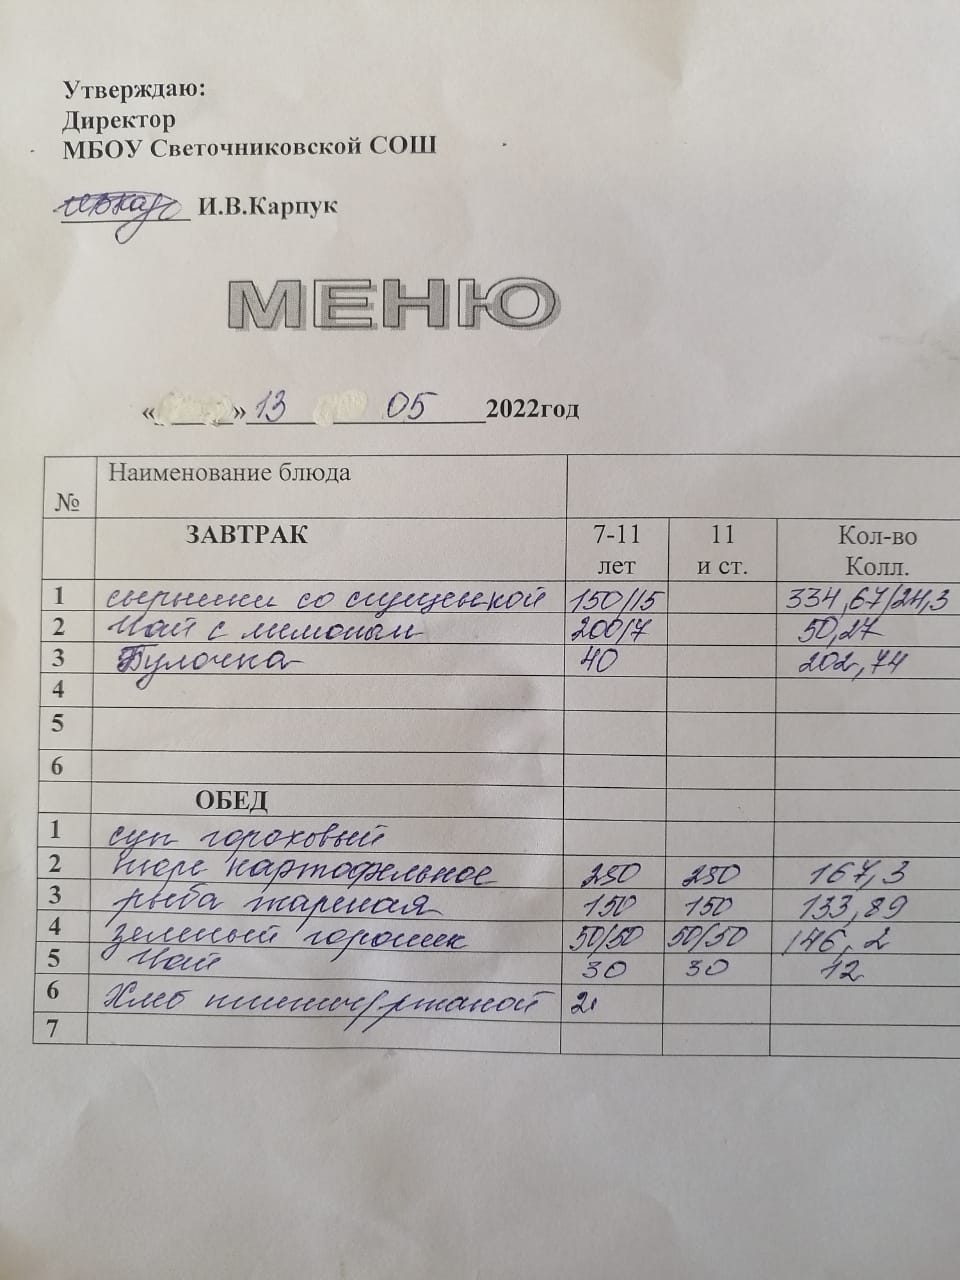 Утверждаю:
Директор
МБОУ Светочниковской СОШ
И.В.Карпук
МЕНЮ
« » 13 05 2022год
№ Наименование блюда
ЗАВТРАК 7-11 лет 11 и ст. Кол-во Колл.
1 сырники со сгущенкой 150/15 334,67/24,3
2 Чай с лимоном 200/7 50,27
3 Булочка 40 202,74
4
5
6
ОБЕД
1 суп гороховый
2 пюре картофельное 250 250 167,3
3 рыба жареная 150 150 133,89
4 зеленый горошек 50/50 50/50 146,2
5 Чай 30 30 12
6 Хлеб пшенич/ржаной 2
7